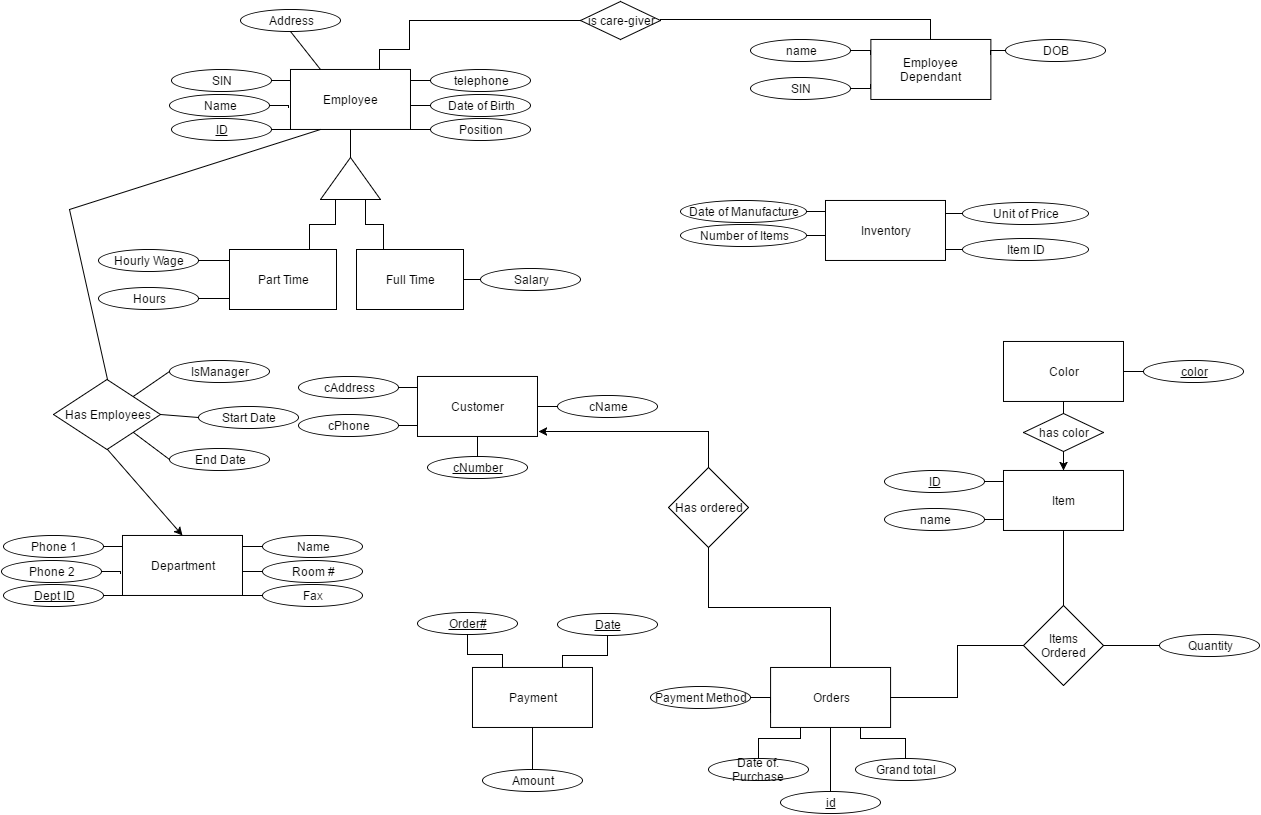 Address
is care-giver
name
Employee
Dependant
DOB
SIN
SIN
Employee
telephone
Name
Date of Birth
ID
Position
Date of Manufacture
Inventory
Unit of Price
Number of Items
Item ID
Hourly Wage
Part Time
Full Time
Salary
Hours
IsManager
Has Employees
Start Date
End Date
cAddress
Customer
cName
cPhone
cNumber
Color
color
has color
ID
Item
name
Has ordered
Phone 1
Department
Name
Phone 2
Room #
Dept ID
Fax
Order#
Date
Payment
Amount
Items
Ordered
Quantity
Payment Method
Orders
Date of.
Purchase
Grand total
id